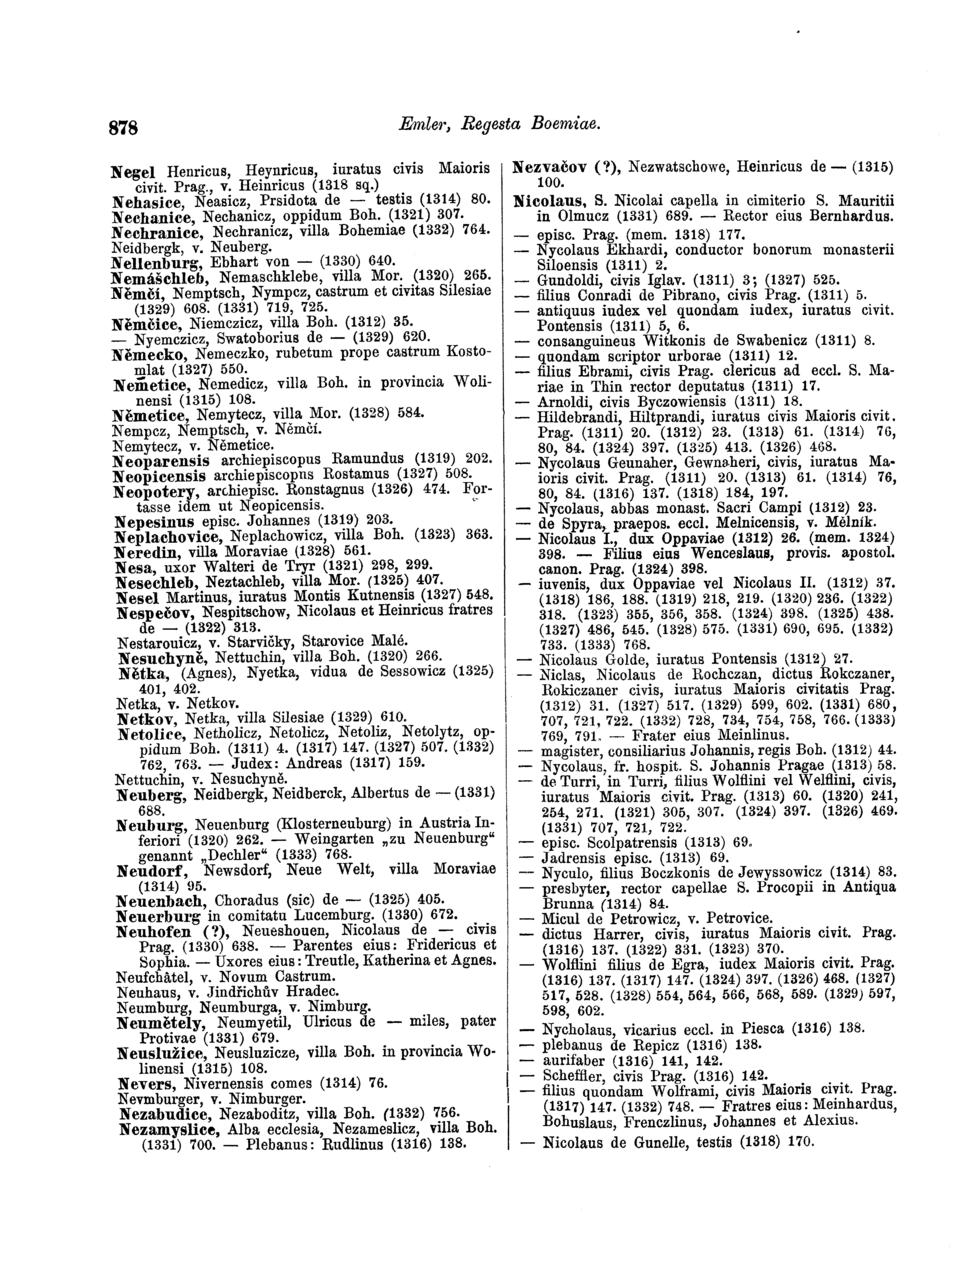 878
Emler, Regesta Boemiae.
Negel Henricus, Heynricus, iuratus civis Maioris
civit. Prag., v. Heinricus (1318 sq.)
Nehasice, Neasicz, Prsidota de — testis (1314) 80.
Nechanice, Nechanicz, oppidum Boh. (1321) 307.
Nechranice, Nechranicz, villa Bohemiae (1332) 764.
Neidbergk, v. Neuberg.
Nellenburg, Ebhart von — (1330) 640.
Nemáschleb, Nemaschklebe, villa Mor. (1320) 265.
Němčí, Nemptsch, Nympcz, castrum et civitas Silesiae
(1329) 608. (1331) 719, 725.
Němčice, Niemczicz, villa Boh. (1312) 35.
— Nyemczicz, Swatoborius de — (1329) 620.
Německo, Nemeczko, rubetum prope castrum Kosto-
mlat (1327) 550.
Nemětice, Nemedicz, villa Boh. in provincia Woli-
nensi (1315) 108.
Němetice, Nemytecz, villa Mor. (1328) 584.
Nempcz, Nemptsch, v. Němčí.
Nemytecz, v. Němetice.
Neoparensis archiepiscopus Ramundus (1319) 202.
Neopicensis archiepiscopus Rostamus (1327) 508.
Neopotery, archiepisc. Ronstagnus (1326) 474. For-
tasse idem ut Neopicensis.
Nepesinus episc. Johannes (1319) 203.
Neplachovice, Neplachowicz, villa Boh. (1323) 363.
Neredin, villa Moraviae (1328) 561.
Nesa, uxor Walteri de Tryr (1321) 298, 299.
Nesechleb, Neztachleb, villa Mor. (1325) 407.
Nesel Martinus, iuratus Montis Kutnensis (1327) 548.
Nespečov, Nespitschow, Nicolaus et Heinricus fratres
de — (1322) 313.
Nestarouicz, v. Starvičky, Starovice Malé.
Nesuchyně, Nettuchin, villa Boh. (1320) 266.
Nětka, (Agnes), Nyetka, vidua de Sessowicz (1325)
401, 402.
Netka, v. Netkov.
Netkov, Netka, villa Silesiae (1329) 610.
Netolice, Netholicz, Netolicz, Netoliz, Netolytz, op-
pidum Boh. (1311) 4. (1317) 147. (1327) 507. (1332)
762, 763. — Judex: Andreas (1317) 159.
Nettuchin, v. Nesuchyně.
Neuberg, Neidbergk, Neidberck, Albertus de — (1331)
688.
Neuburg, Neuenburg (Klosterneuburg) in Austria In-
feriori (1320) 262. — Weingarten „zu Neuenburg“
genannt „Dechler“ (1333) 768.
Neudorf, Newsdorf, Neue Welt, villa Moraviae
(1314) 95.
Neuenbach, Choradus (sic) de — (1325) 405.
Neuerburg in comitatu Lucemburg. (1330) 672.
Neuhofen (?), Neueshouen, Nicolaus de — civis
Prag. (1330) 638. — Parentes eius: Fridericus et
Sophia. — Uxores eius: Treutle, Katherina et Agnes.
Neufchâtel, v. Novum Castrum.
Neuhaus, v. Jindřichův Hradec.
Neumburg, Neumburga, v. Nimburg.
Neumětely, Neumyetil, Ulricus de — miles, pater
Protivae (1331) 679.
Neuslužice, Neusluzicze, villa Boh. in provincia Wo-
linensi (1315) 108.
Nevers, Nivernensis comes (1314) 76.
Nevmburger, v. Nimburger.
Nezabudice, Nezaboditz, villa Boh. (1332) 756.
Nezamyslice, Alba ecclesia, Nezameslicz, villa Boh.
(1331) 700. — Plebanus: Rudlinus (1316) 138.
Nezvačov (?), Nezwatschowe, Heinricus de — (1315)
100.
Nicolaus, S. Nicolai capella in cimiterio S. Mauritii
in Olmucz (1331) 689. — Rector eius Bernhardus.
— episc. Prag. (mem. 1318) 177.
— Nycolaus Ekhardi, conductor bonorum monasterii
Siloensis (1311) 2.
— Gundoldi, civis Iglav. (1311) 3; (1327) 525.
— filius Conradi de Pibrano, civis Prag. (1311) 5.
— antiquus iudex vel quondam iudex, iuratus civit.
Pontensis (1311) 5, 6.
— consanguineus Witkonis de Swabenicz (1311) 8.
— quondam scriptor urborae (1311) 12.
— filius Ebrami, civis Prag. clericus ad eccl. S. Ma-
riae in Thin rector deputatus (1311) 17.
— Arnoldi, civis Byczowiensis (1311) 18.
— Hildebrandi, Hiltprandi, iuratus civis Maioris civit.
Prag. (1311) 20. (1312) 23. (1313) 61. (1314) 76,
80, 84. (1324) 397. (1325) 413. (1326) 468.
— Nycolaus Geunaher, Gewnaheri, civis, iuratus Ma-
ioris civit. Prag. (1311) 20. (1313) 61. (1314) 76,
80, 84. (1316) 137. (1318) 184, 197.
— Nycolaus, abbas monast. Sacri Campi (1312) 23.
— de Spyra, praepos. eccl. Melnicensis, v. Mělník.
— Nicolaus I., dux Oppaviae (1312) 26. (mem. 1324)
398. — Filius eius Wenceslaus, provis. apostol.
canon. Prag. (1324) 398.
— iuvenis, dux Oppaviae vel Nicolaus II. (1312) 37.
(1318) 186, 188. (1319) 218, 219. (1320) 236. (1322)
318. (1323) 355, 356, 358. (1324) 398. (1325) 438.
(1327) 486, 545. (1328) 575. (1331) 690, 695. (1332)
733. (1333) 768.
— Nicolaus Golde, iuratus Pontensis (1312) 27.
— Niclas, Nicolaus de Rochczan, dictus Rokczaner,
Rokiczaner civis, iuratus Maioris civitatis Prag.
(1312) 31. (1327) 517. (1329) 599, 602. (1331) 680,
707, 721, 722. (1332) 728, 734, 754, 758, 766. (1333)
769, 791. — Frater eius Meinlinus.
— magister, consiliarius Johannis, regis Boh. (1312) 44.
— Nycolaus, fr. hospit. S. Johannis Pragae (1313) 58.
— de Turri, in Turri, filius Wolflini vel Welflini, civis,
iuratus Maioris civit. Prag. (1313) 60. (1320) 241,
254, 271. (1321) 305, 307. (1324) 397. (1326) 469.
(1331) 707, 721, 722.
— episc. Scolpatrensis (1313) 69.
— Jadrensis episc. (1313) 69.
— Nyculo, filius Boczkonis de Jewyssowicz (1314) 83.
— presbyter, rector capellae S. Procopii in Antiqua
Brunna (1314) 84.
— Micul de Petrowicz, v. Petrovice.
— dictus Harrer, civis, iuratus Maioris civit. Prag.
(1316) 137. (1322) 331. (1323) 370.
— Wolflini filius de Egra, iudex Maioris civit. Prag.
(1316) 137. (1317) 147. (1324) 397. (1326) 468. (1327)
517, 528. (1328) 554, 564, 566, 568, 589. (1329) 597,
598, 602.
— Nycholaus, vicarius eccl. in Piesca (1316) 138.
— plebanus de Repicz (1316) 138.
— aurifaber (1316) 141, 142.
— Scheffler, civis Prag. (1316) 142.
— filius quondam Wolframi, civis Maioris civit. Prag.
(1317) 147. (1332) 748. — Fratres eius: Meinhardus,
Bohuslaus, Frenczlinus, Johannes et Alexius.
— Nicolaus de Gunelle, testis (1318) 170.